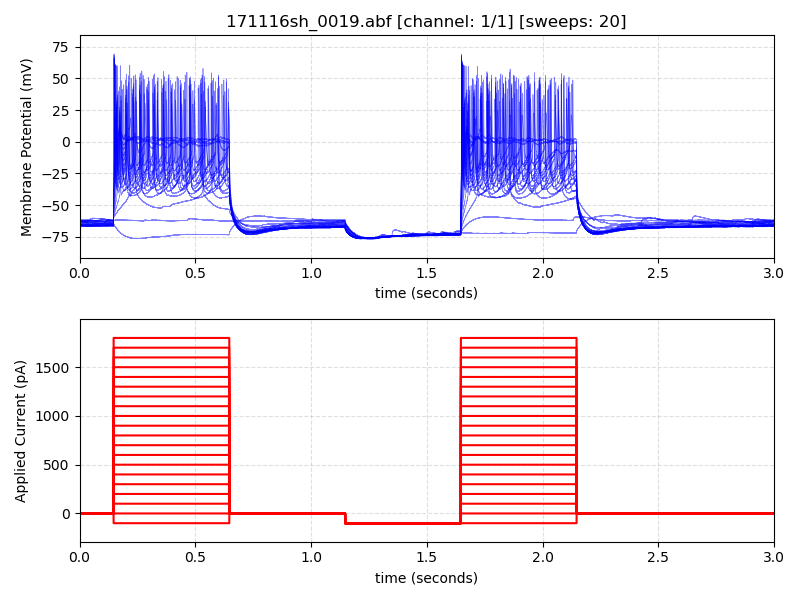 171116sh_0019.abf [channel: 1/1] [sweeps: 20]
Membrane Potential (mV)
75
50
25
0
−25
−50
−75
0.0 0.5 1.0 1.5 2.0 2.5 3.0
time (seconds)
Applied Current (pA)
1500
1000
500
0
0.0 0.5 1.0 1.5 2.0 2.5 3.0
time (seconds)